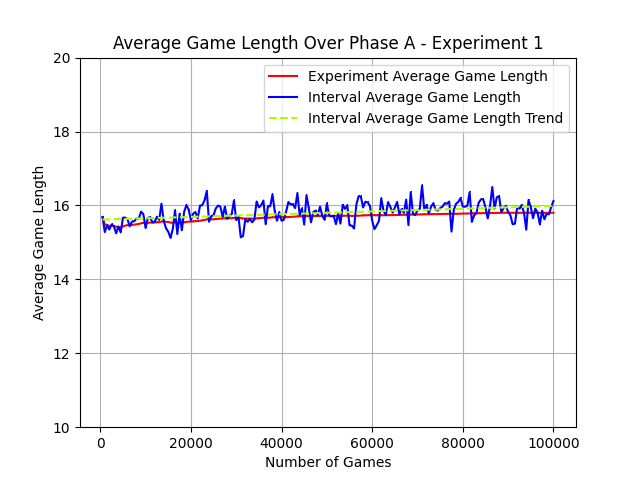 Average Game Length Over Phase A - Experiment 1
Experiment Average Game Length
Interval Average Game Length
Interval Average Game Length Trend
Average Game Length
20
18
16
14
12
10
0 20000 40000 60000 80000 100000
Number of Games